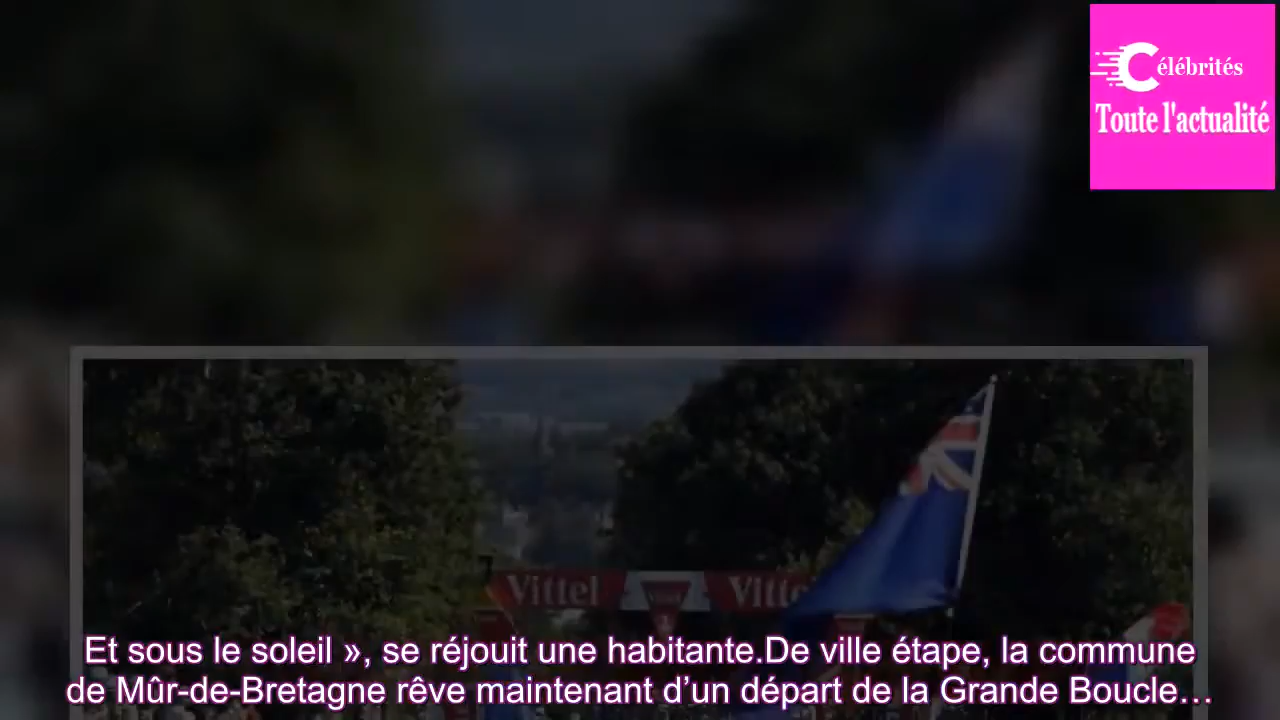 Célébrités
Toute l'actualité
Vittel
Vittel
Et sous le soleil », se réjouit une habitante.De ville étape, la commune
de Mûr-de-Bretagne rêve maintenant d’un départ de la Grande Boucle…